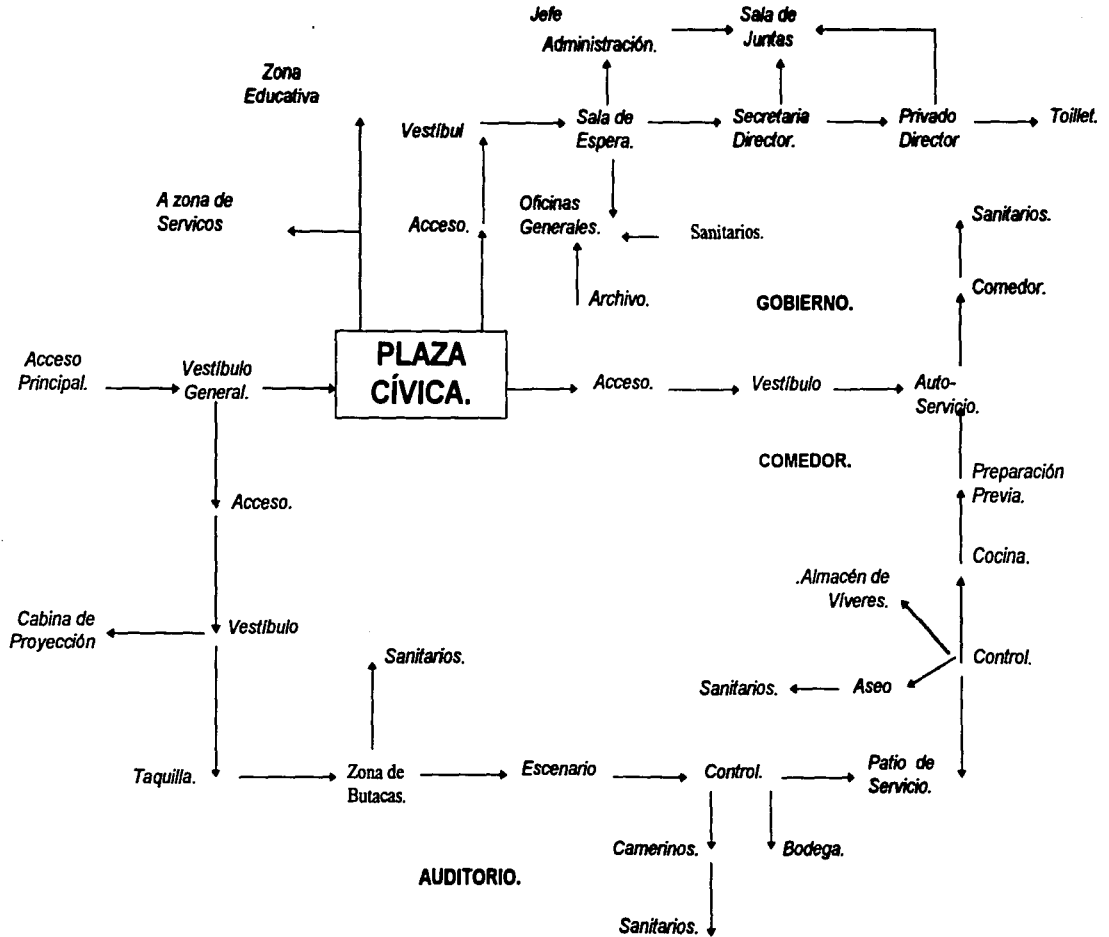 Jefe
Administración.
Sala de
Juntas
Zona
Educativa
Vestíbul
Sala de
Espera.
Secretaria
Director.
Privado
Director
Toillet.
A zona de
Servicos
Acceso.
Oficinas
Generales.
Sanitarios.
Sanitarios.
Archivo.
GOBIERNO.
Comedor.
Acceso
Principal.
Vestíbulo
General.
PLAZA
CÍVICA.
Acceso.
Vestíbulo
Auto-
Servicio.
COMEDOR.
Preparación
Previa.
Acceso.
Cocina.
.Almacén de
Víveres.
Cabina de
Proyección
Vestíbulo
Sanitarios.
Control.
Sanitarios.
Aseo
Taquilla.
Zona de
Butacas.
Escenario
Control.
Patio de
Servicio.
Camerinos.
Bodega.
AUDITORIO.
Sanitarios.